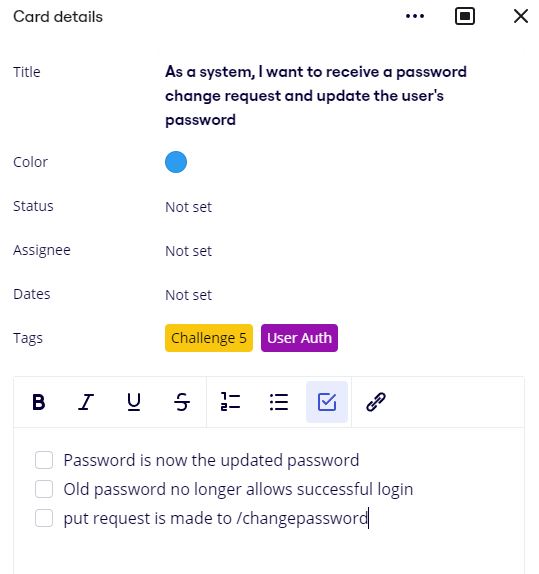 Card details
Title
As a system, I want to receive a password
change request and update the user's
password
Color
Status
Not set
Assignee
Not set
Dates
Not set
Tags
Challenge 5
User Auth
B I U S
Password is now the updated password
Old password no longer allows successful login
put request is made to /changepassword